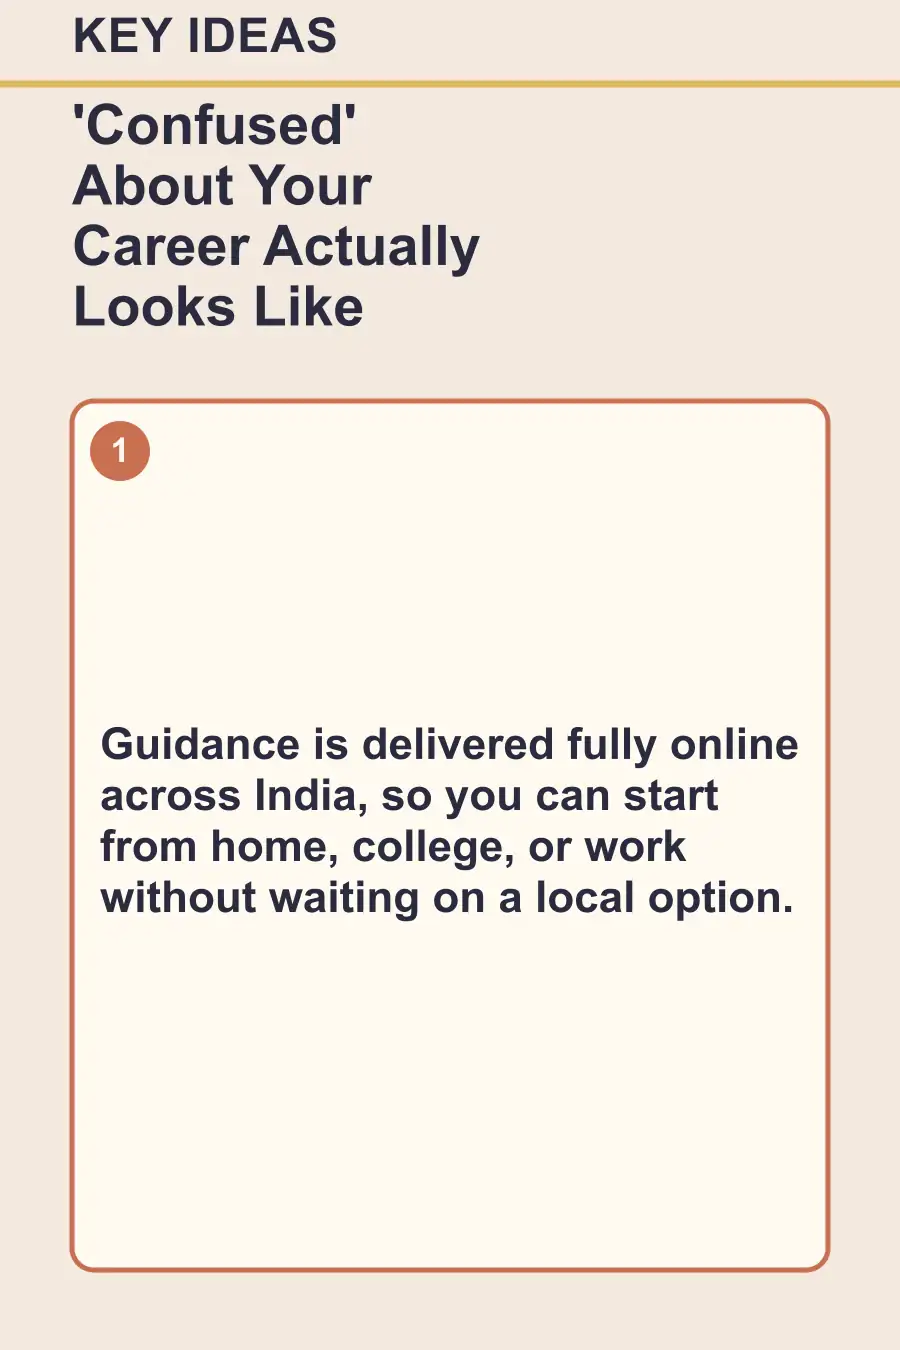 KEY IDEAS
'Confused'
About Your
Career Actually
Looks Like
1
Guidance is delivered fully online
across India, so you can start
from home, college, or work
without waiting on a local option.